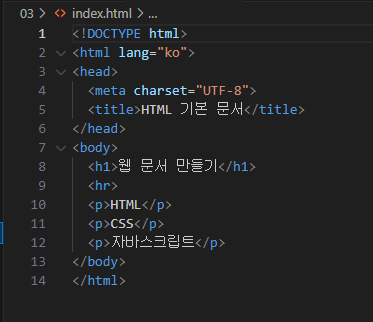 03 > <> index.html > ...
1 <!DOCTYPE html>
2 <html lang="ko">
3 <head>
4 <meta charset="UTF-8">
5 <title>HTML 기본 문서</title>
6 </head>
7 <body>
8 <h1>웹 문서 만들기</h1>
9 <hr>
10 <p>HTML</p>
11 <p>CSS</p>
12 <p>자바스크립트</p>
13 </body>
14 </html>